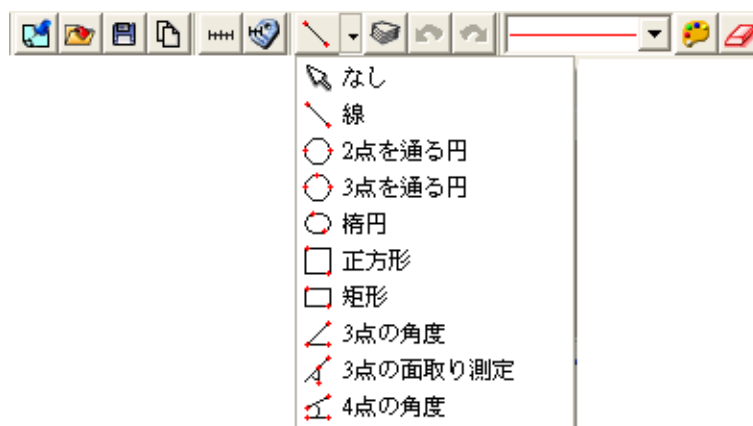 なし
線
2点を通る円
3点を通る円
楕円
正方形
矩形
3点の角度
3点の面取り測定
4点の角度